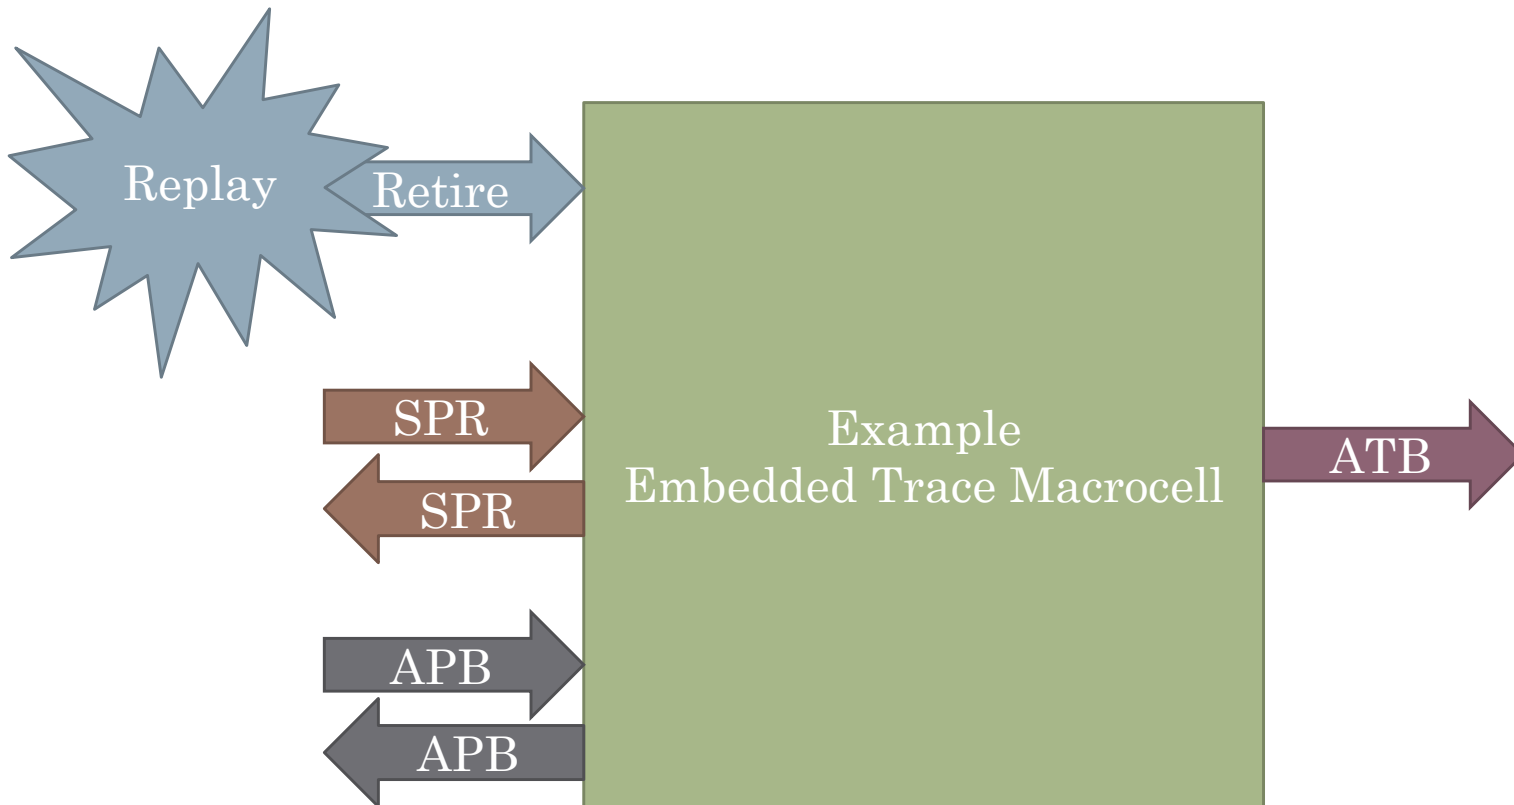 Replay
Retire
SPR
SPR
APB
APB
Example
Embedded Trace Macrocell
ATB